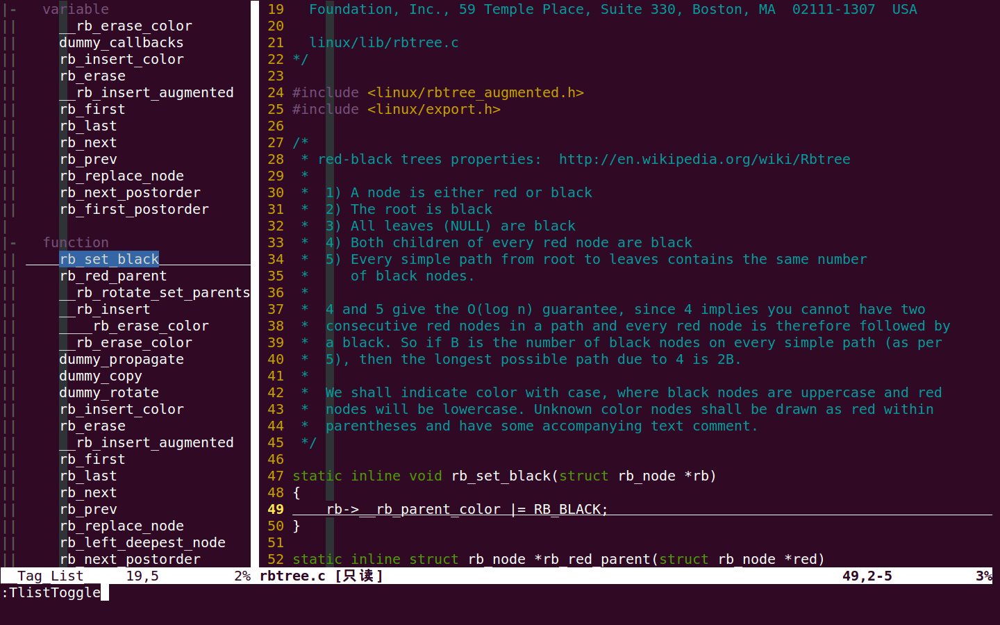 |-   variable
||     __rb_erase_color
||     dummy_callbacks
||     rb_insert_color
||     rb_erase
||     __rb_insert_augmented
||     rb_first
||     rb_last
||     rb_next
||     rb_prev
||     rb_replace_node
||     rb_next_postorder
||     rb_first_postorder
|
|-   function
||     rb_set_black
||     rb_red_parent
||     __rb_rotate_set_parents
||     __rb_insert
||     ____rb_erase_color
||     __rb_erase_color
||     dummy_propagate
||     dummy_copy
||     dummy_rotate
||     rb_insert_color
||     rb_erase
||     __rb_insert_augmented
||     rb_first
||     rb_last
||     rb_next
||     rb_prev
||     rb_replace_node
||     rb_left_deepest_node
||     rb_next_postorder
19   Foundation, Inc., 59 Temple Place, Suite 330, Boston, MA  02111-1307  USA
20
21   linux/lib/rbtree.c
22 */
23
24 #include <linux/rbtree_augmented.h>
25 #include <linux/export.h>
26
27 /*
28  * red-black trees properties:  http://en.wikipedia.org/wiki/Rbtree
29  *
30  *  1) A node is either red or black
31  *  2) The root is black
32  *  3) All leaves (NULL) are black
33  *  4) Both children of every red node are black
34  *  5) Every simple path from root to leaves contains the same number
35  *     of black nodes.
36  *
37  *  4 and 5 give the O(log n) guarantee, since 4 implies you cannot have two
38  *  consecutive red nodes in a path and every red node is therefore followed by
39  *  a black. So if B is the number of black nodes on every simple path (as per
40  *  5), then the longest possible path due to 4 is 2B.
41  *
42  *  We shall indicate color with case, where black nodes are uppercase and red
43  *  nodes will be lowercase. Unknown color nodes shall be drawn as red within
44  *  parentheses and have some accompanying text comment.
45  */
46
47 static inline void rb_set_black(struct rb_node *rb)
48 {
49     rb->__rb_parent_color |= RB_BLACK;
50 }
51
52 static inline struct rb_node *rb_red_parent(struct rb_node *red)
Tag_List     19,5         2% rbtree.c [只读]     49,2-5          3%
:TlistToggle